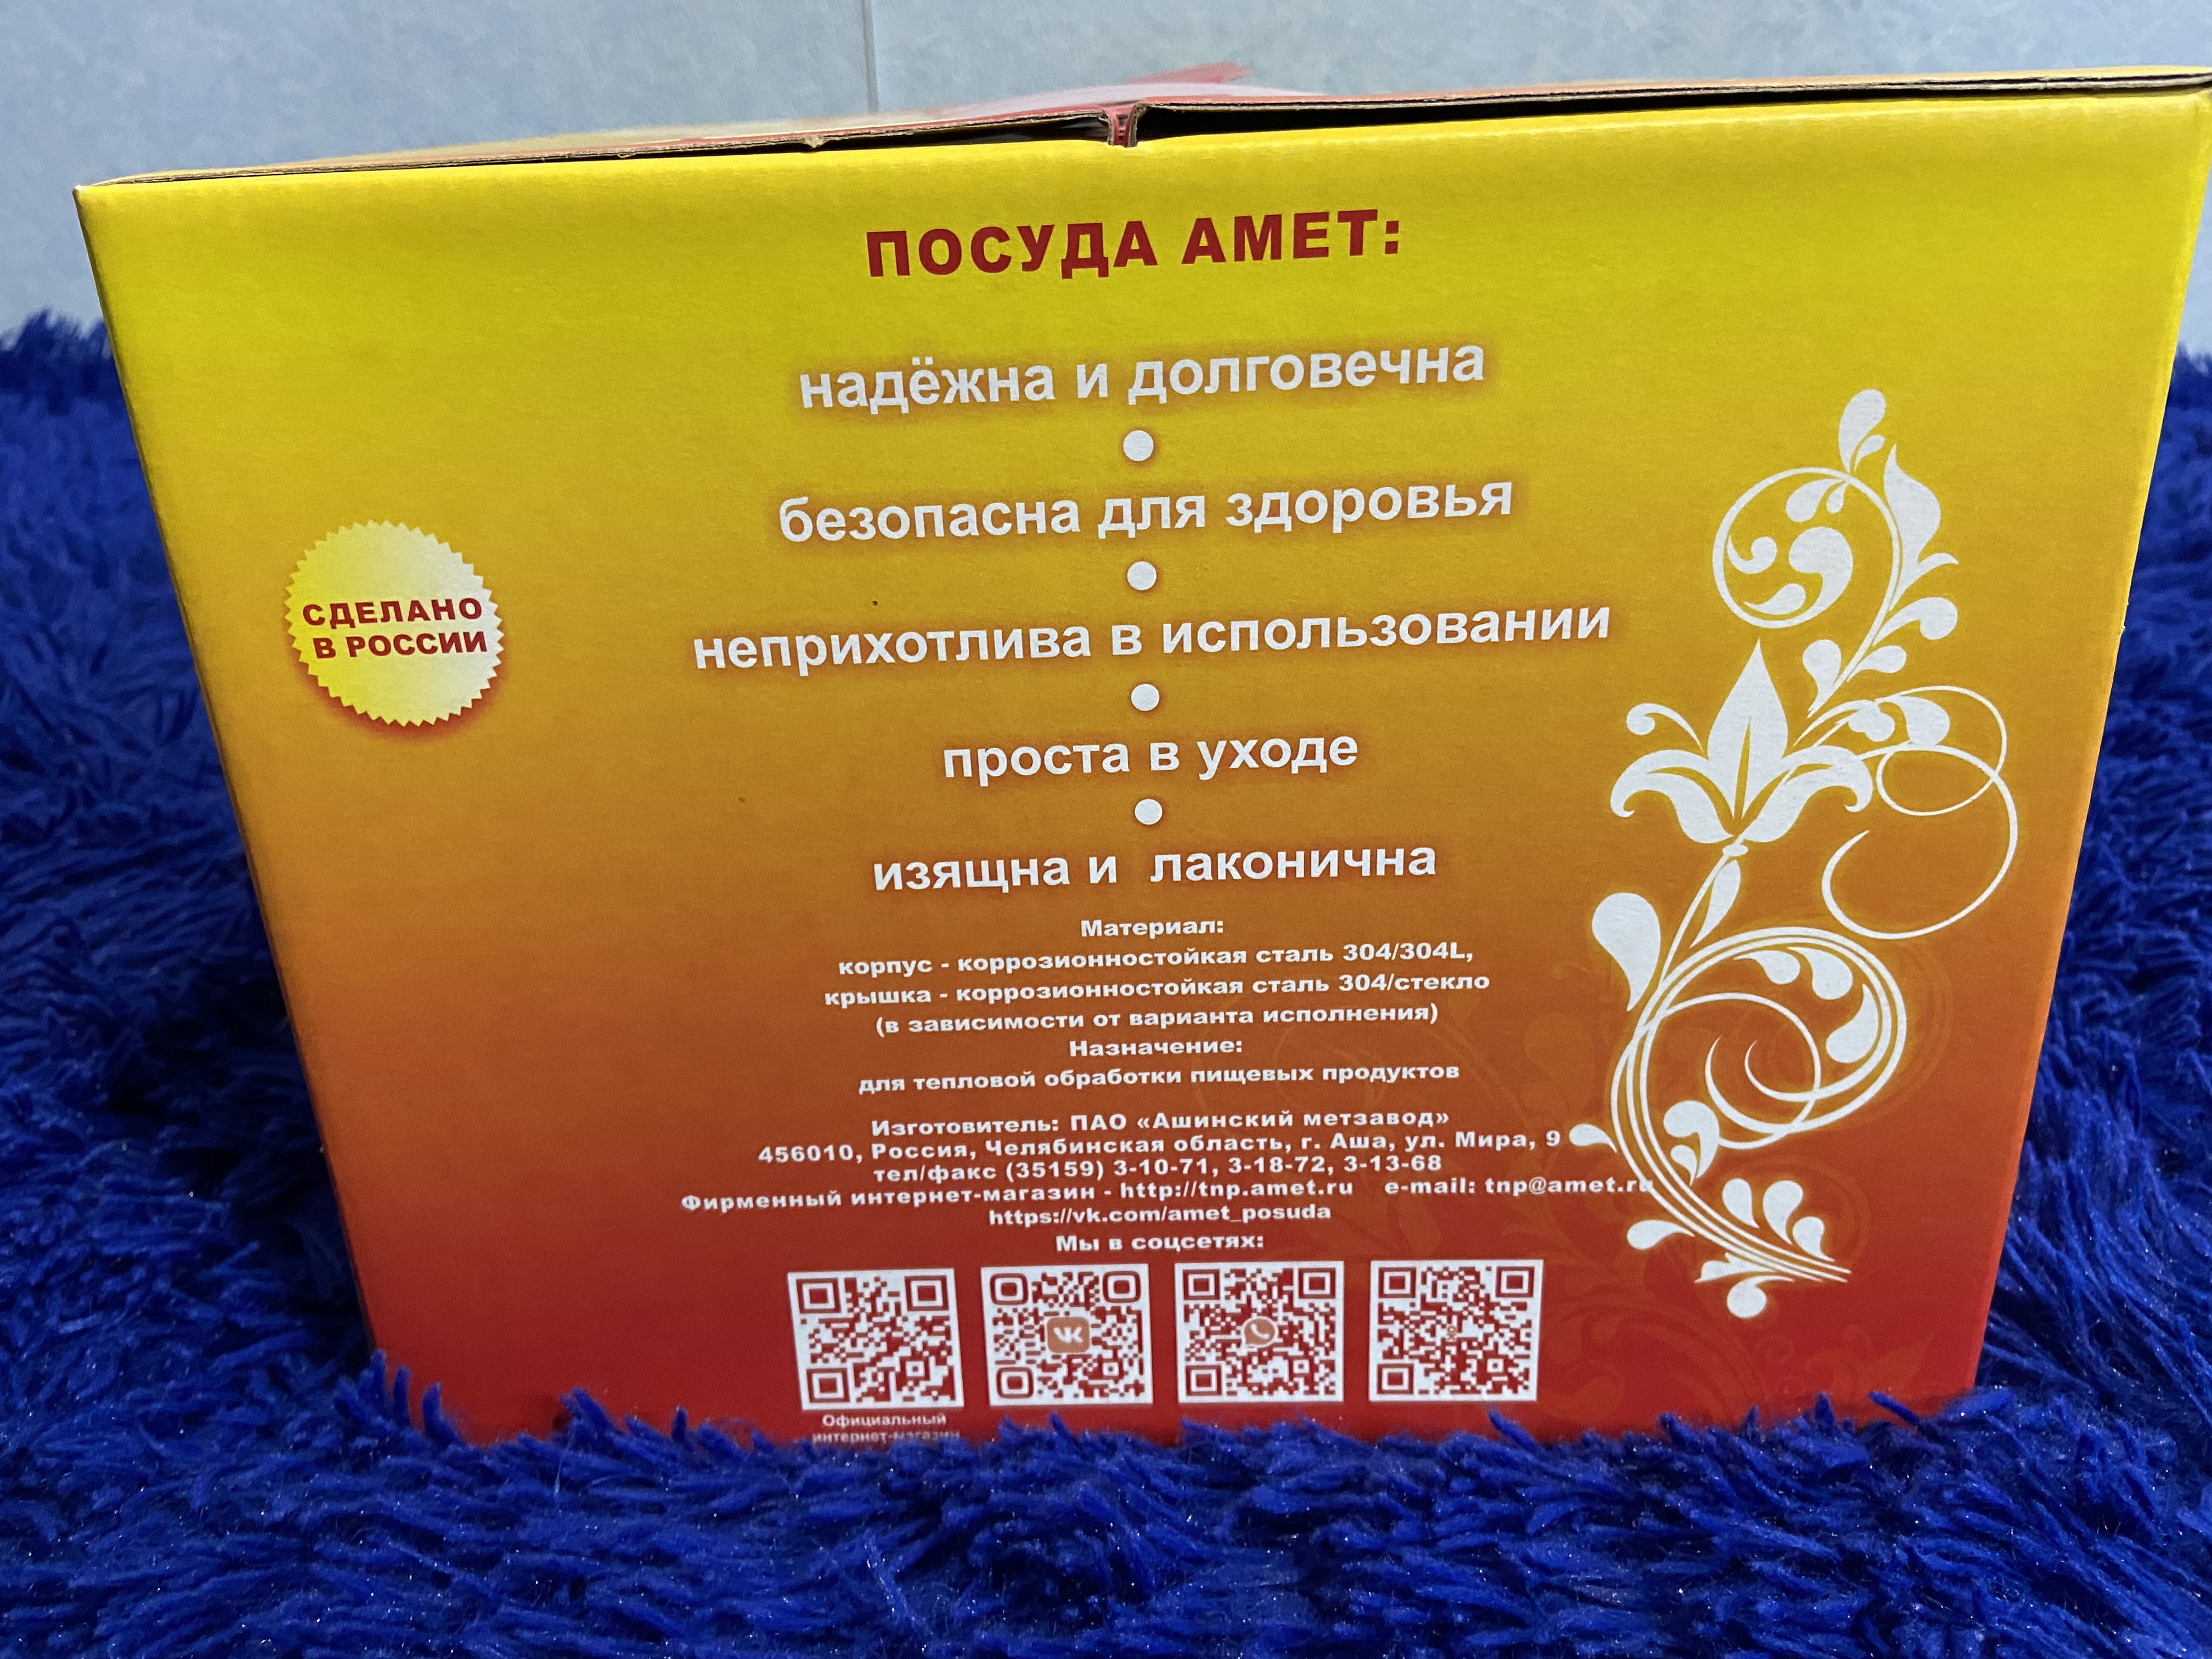 ПОСУДА АМЕТ:
надёжна и долговечна
безопасна для здоровья
неприхотлива в использовании
проста в уходе
изящна и лаконична
СДЕЛАНО
В РОССИИ
Материал:
корпус - коррозионностойкая сталь 304/304L,
крышка - коррозионностойкая сталь 304/стекло
(в зависимости от варианта исполнения)
Назначение:
для тепловой обработки пищевых продуктов
Изготовитель: ПАО «Ашинский метзавод»
456010, Россия, Челябинская область, г. Аша, ул. Мира, 9
тел/факс (35159) 3-10-71, 3-18-72, 3-13-68
Фирменный интернет-магазин - http://tnp.amet.ru e-mail: tnp@amet.ru
https://vk.com/amet_posuda
Мы в соцсетях:
Официальный
интернет-магазин